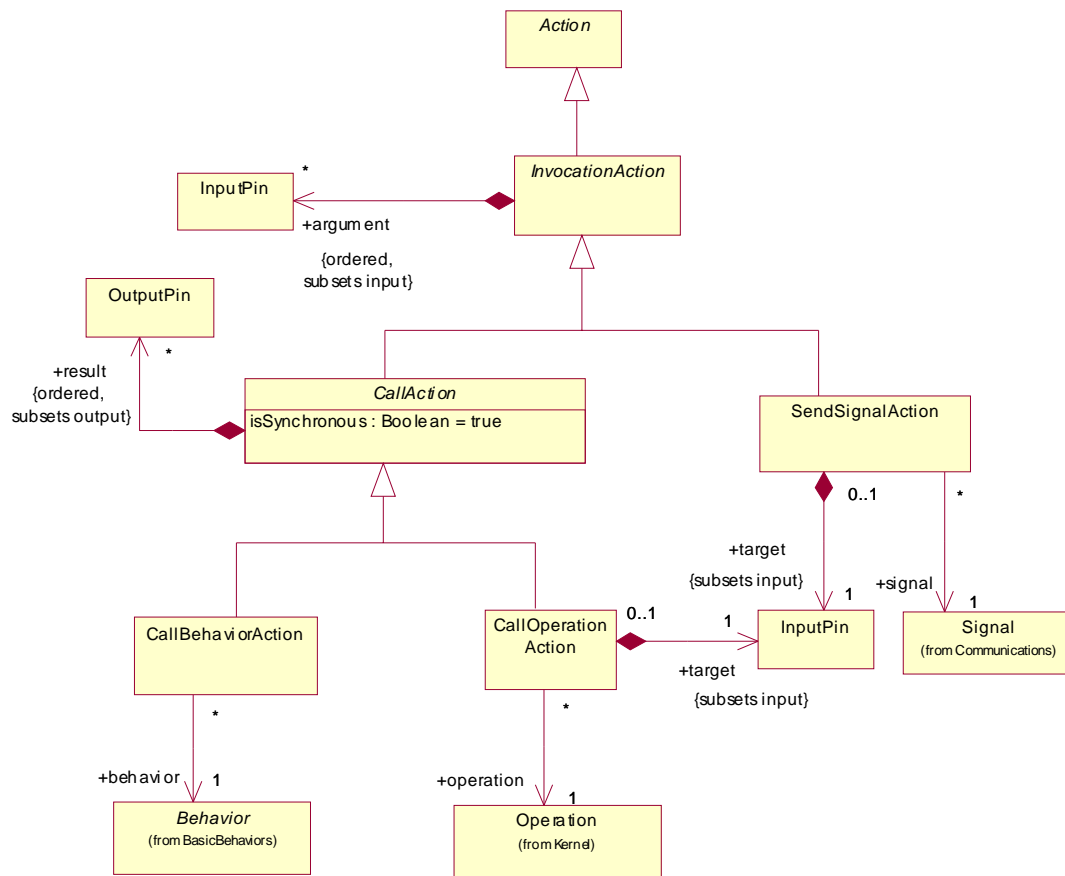 Action
InvocationAction
*
InputPin
+argument
{ordered,
subsets input}
OutputPin
*
+result
{ordered,
subsets output}
CallAction
isSynchronous : Boolean = true
SendSignalAction
0..1
*
+target
{subsets input}
1
+signal
1
CallBehaviorAction
*
CallOperation
Action
0..1
1
+target
{subsets input}
*
InputPin
Signal
(from Communications)
+behavior
1
Behavior
(from BasicBehaviors)
+operation
1
Operation
(from Kernel)